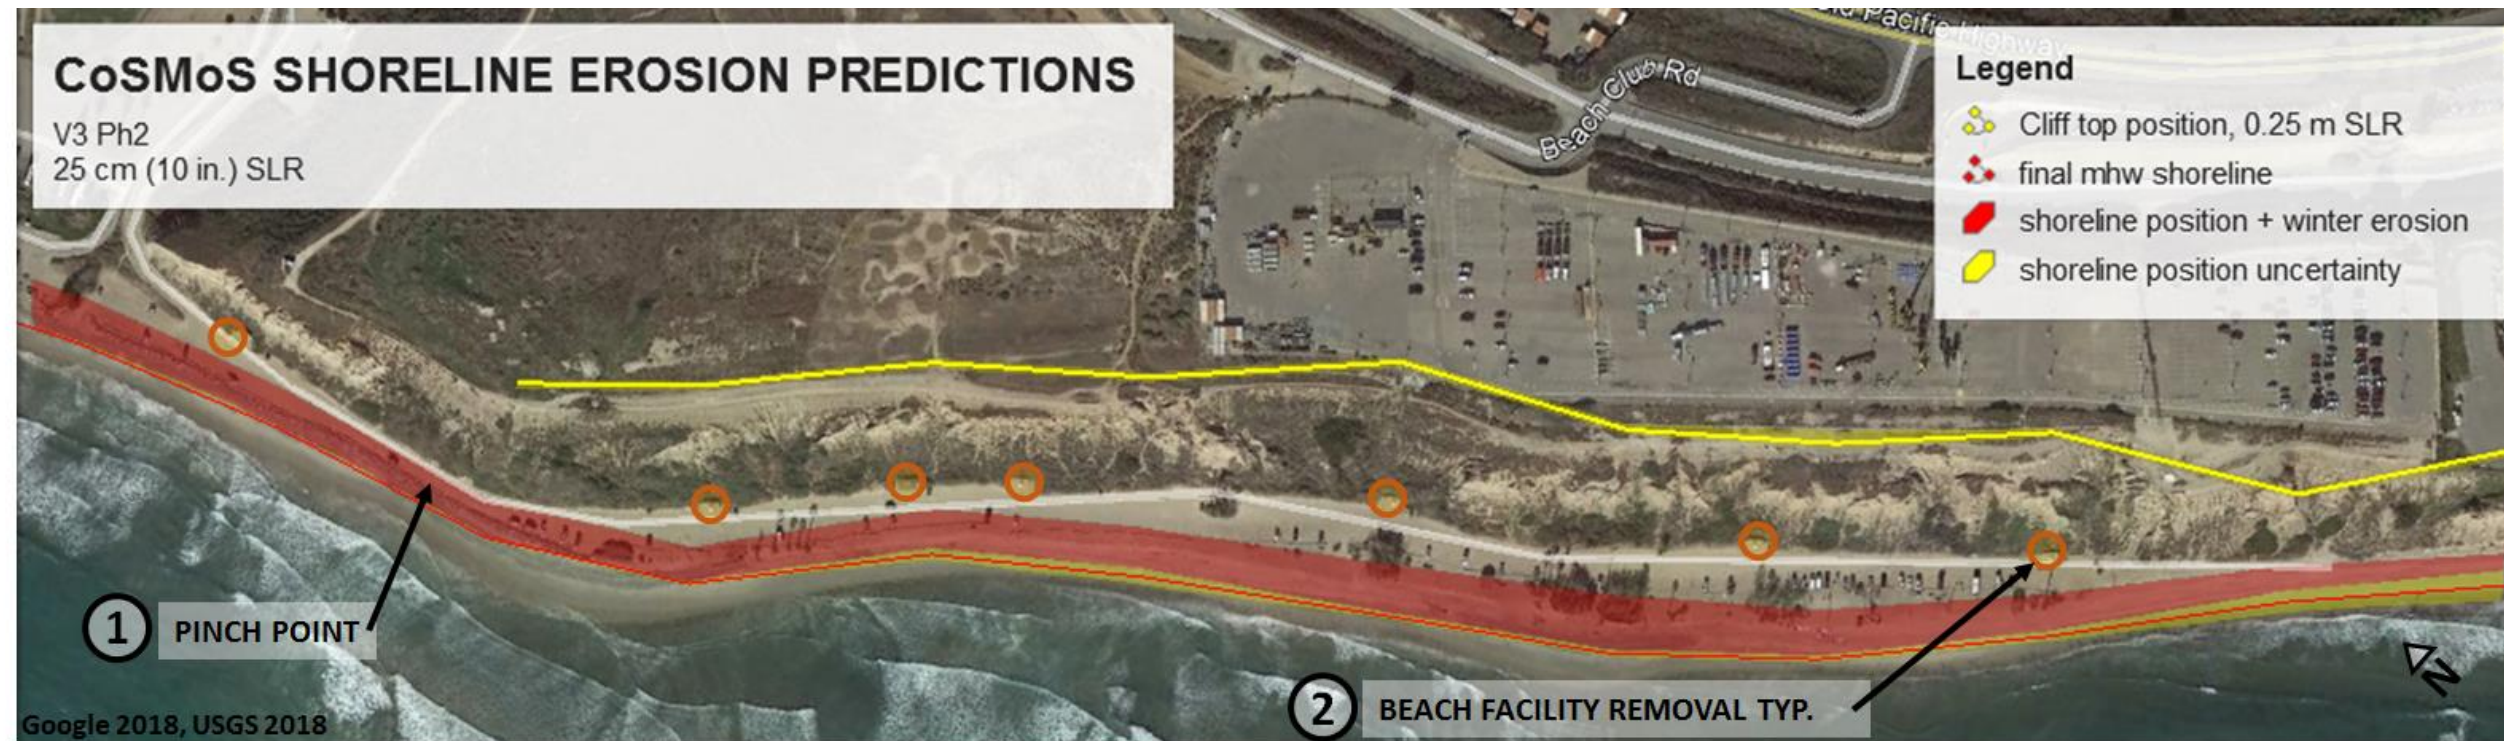 CoSMoS SHORELINE EROSION PREDICTIONS
V3 Ph2
25 cm (10 in.) SLR
Pacific Highway
Beach Club Rd
Legend
Cliff top position, 0.25 m SLR
final mhw shoreline
shoreline position + winter erosion
shoreline position uncertainty
1 PINCH POINT
2 BEACH FACILITY REMOVAL TYP.
N
Google 2018, USGS 2018